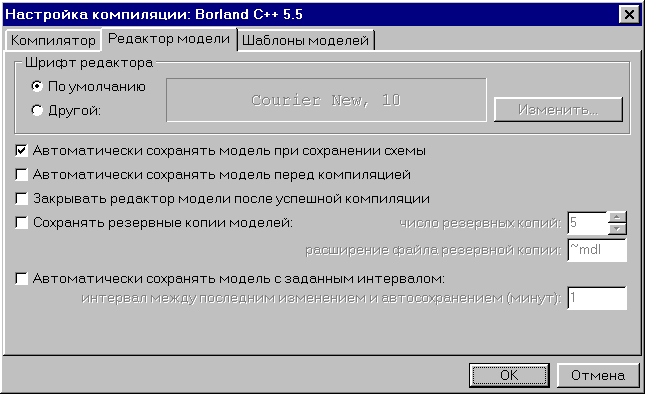 Настройка компиляции: Borland C++ 5.5
Компилятор Редактор модели Шаблоны моделей
Шрифт редактора
По умолчанию
Другой:
Courier New, 10
Изменить...
Автоматически сохранять модель при сохранении схемы
Автоматически сохранять модель перед компиляцией
Закрывать редактор модели после успешной компиляции
Сохранять резервные копии моделей: число резервных копий: 5
расширение файла резервной копии: ~mdl
Автоматически сохранять модель с заданным интервалом:
интервал между последним изменением и автосохранением (минут): 1
OK Отмена